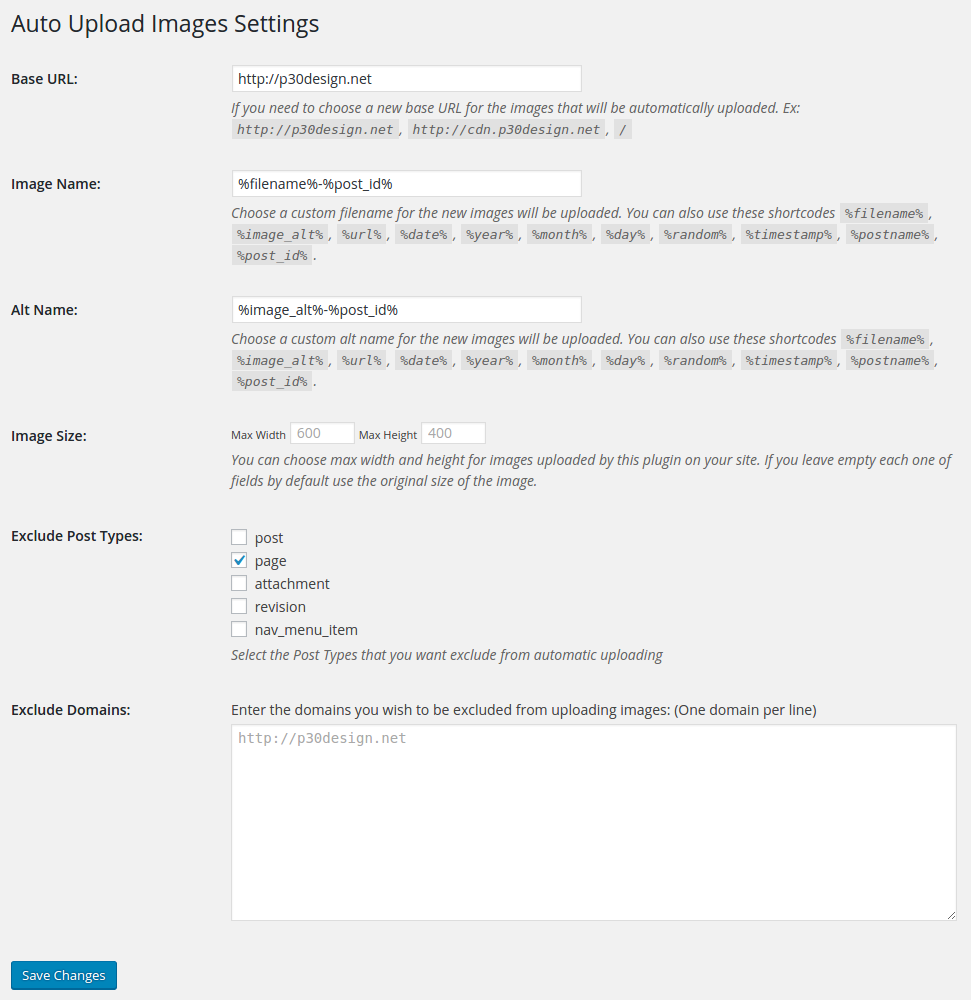 Auto Upload Images Settings
Base URL:
http://p30design.net
If you need to choose a new base URL for the images that will be automatically uploaded. Ex:
http://p30design.net, http://cdn.p30design.net, /
Image Name:
%filename%-%post_id%
Choose a custom filename for the new images will be uploaded. You can also use these shortcodes %filename%,
%image_alt%, %url%, %date%, %year%, %month%, %day%, %random%, %timestamp%, %postname%,
%post_id%.
Alt Name:
%image_alt%-%post_id%
Choose a custom alt name for the new images will be uploaded. You can also use these shortcodes %filename%,
%image_alt%, %url%, %date%, %year%, %month%, %day%, %random%, %timestamp%, %postname%,
%post_id%.
Image Size:
Max Width 600 Max Height 400
You can choose max width and height for images uploaded by this plugin on your site. If you leave empty each one of
fields by default use the original size of the image.
Exclude Post Types:
post
page
attachment
revision
nav_menu_item
Select the Post Types that you want exclude from automatic uploading
Exclude Domains:
Enter the domains you wish to be excluded from uploading images: (One domain per line)
http://p30design.net
Save Changes